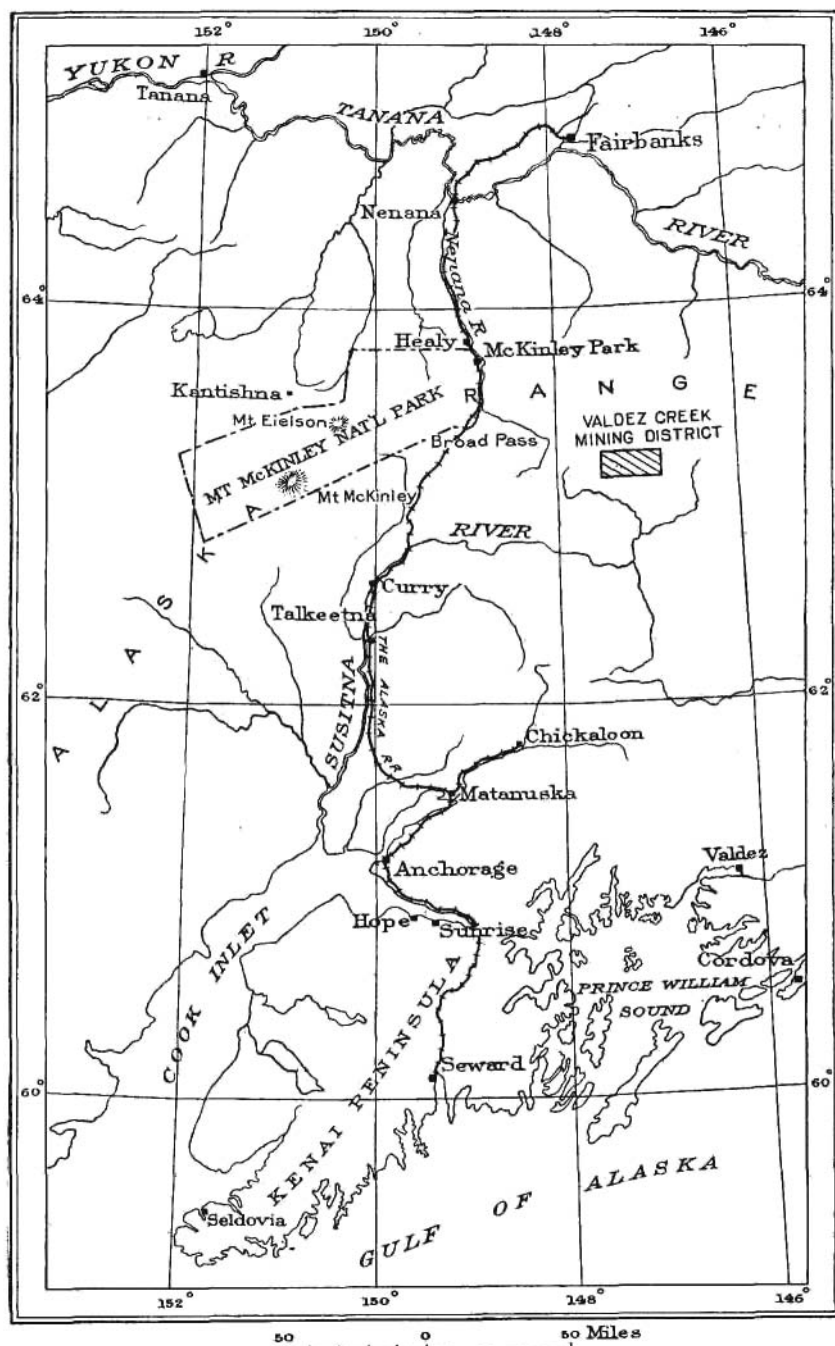 152°
150°
148°
146°
YUKON R
Tanana
TANANA
Fairbanks
Nenana
RIVER
Nenana R
64°
64°
Healy
McKinley Park
Kantishna
ALASKA RANGE
Mt Eielson
MT McKINLEY NAT'L PARK
Broad Pass
VALDEZ CREEK
MINING DISTRICT
Mt McKinley
RIVER
Curry
Talkeetna
THE ALASKA RR
62°
62°
SUSITNA
Chickaloon
Matanuska
Valdez
Anchorage
Hope
Sunrise
Cordova
COOK INLET
PRINCE WILLIAM
SOUND
KENAI PENINSULA
Seward
60°
60°
Seldovia
GULF OF ALASKA
152°
150°
148°
146°
50 0 50 Miles